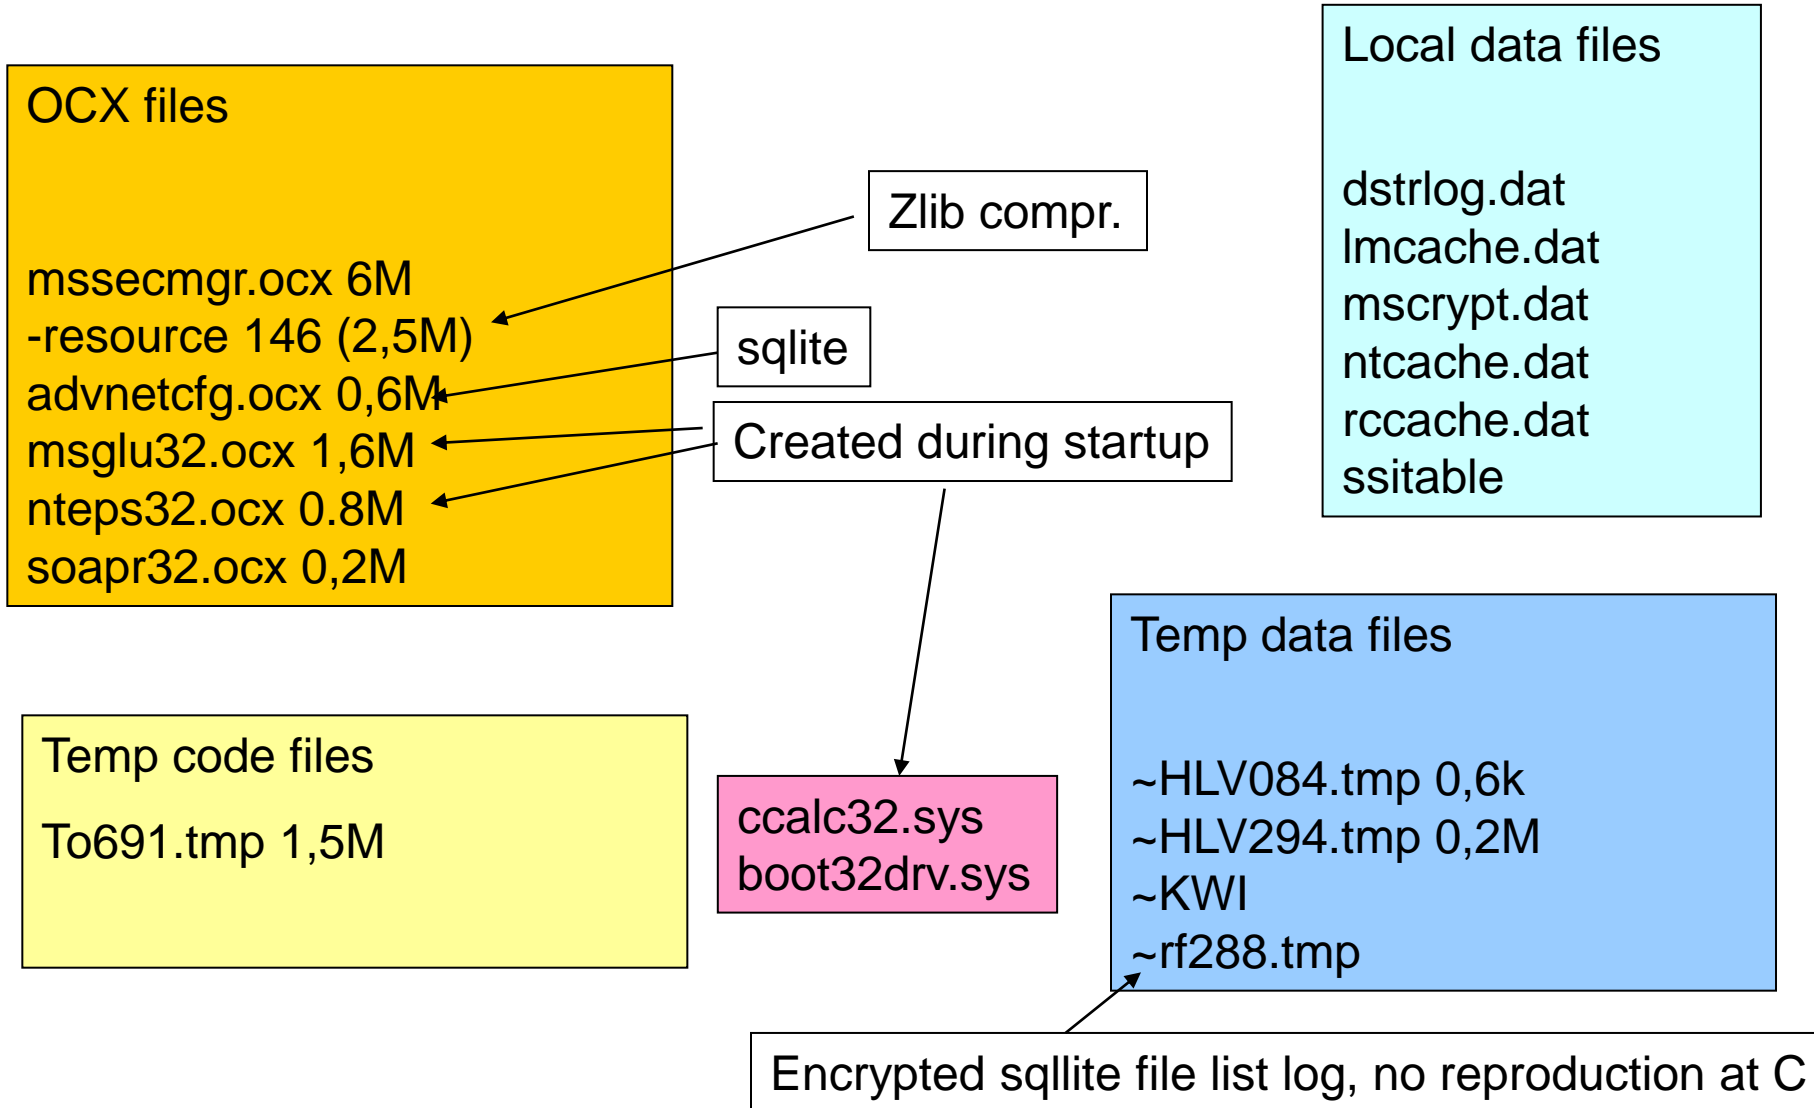 OCX files
mssecmgr.ocx 6M
-resource 146 (2,5M)
advnetcfg.ocx 0,6M
msglu32.ocx 1,6M
nteps32.ocx 0.8M
soapr32.ocx 0,2M
Zlib compr.
sqlite
Created during startup
Local data files
dstrlog.dat
lmcache.dat
mscrypt.dat
ntcache.dat
rccache.dat
ssitable
Temp code files
To691.tmp 1,5M
ccalc32.sys
boot32drv.sys
Temp data files
~HLV084.tmp 0,6k
~HLV294.tmp 0,2M
~KWI
~rf288.tmp
Encrypted sqllite file list log, no reproduction at C